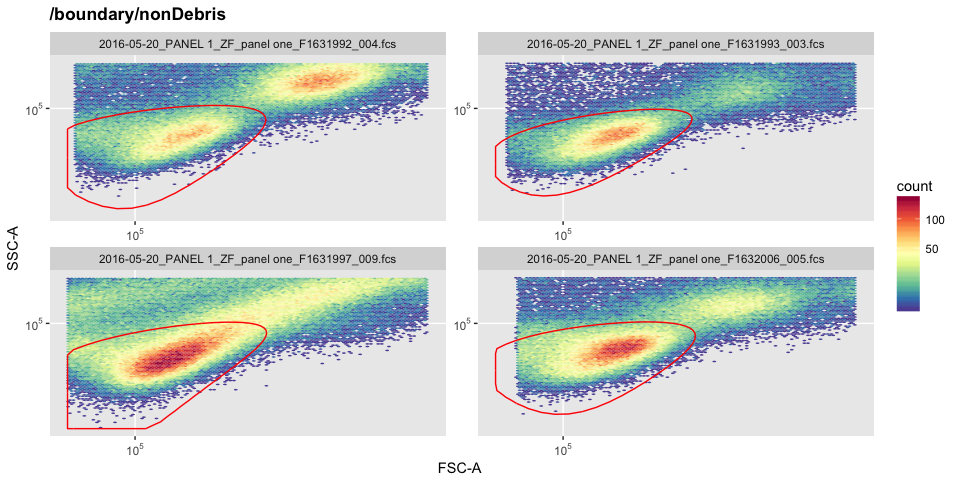 /boundary/nonDebris
2016-05-20_PANEL 1_ZF_panel one_F1631992_004.fcs
2016-05-20_PANEL 1_ZF_panel one_F1631993_003.fcs
10^5
10^5
10^5
10^5
2016-05-20_PANEL 1_ZF_panel one_F1631997_009.fcs
2016-05-20_PANEL 1_ZF_panel one_F1632006_005.fcs
10^5
10^5
10^5
10^5
SSC-A
FSC-A
count
100
50